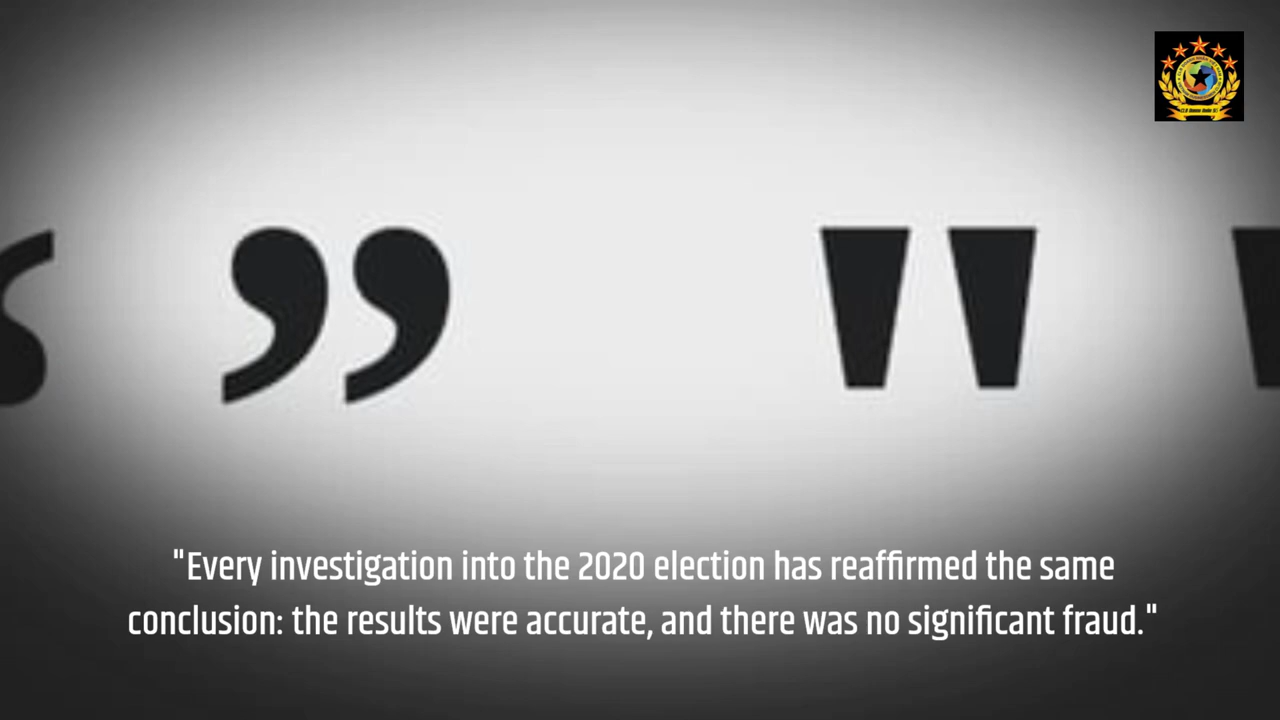 "Every investigation into the 2020 election has reaffirmed the same
conclusion: the results were accurate, and there was no significant fraud."